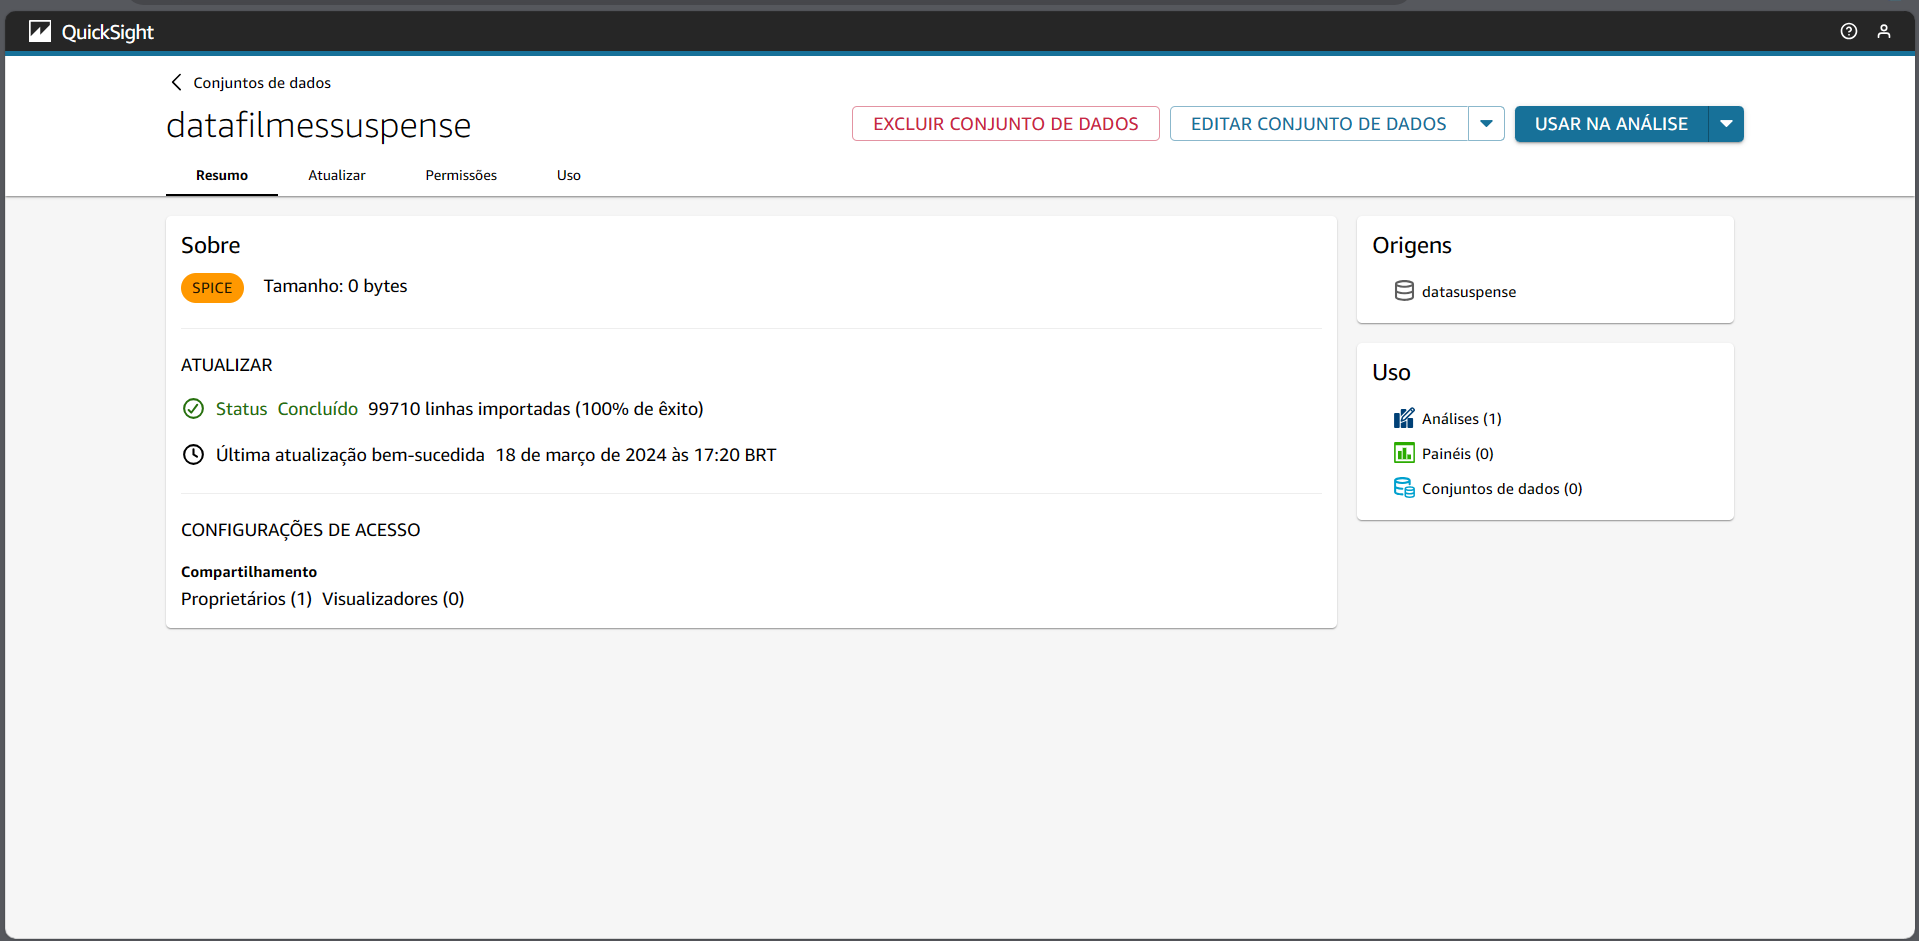 QuickSight
Conjuntos de dados
datafilmessuspense
EXCLUIR CONJUNTO DE DADOS
EDITAR CONJUNTO DE DADOS
USAR NA ANÁLISE
Resumo Atualizar Permissões Uso
Sobre
SPICE Tamanho: 0 bytes
ATUALIZAR
Status Concluído 99710 linhas importadas (100% de êxito)
Última atualização bem-sucedida 18 de março de 2024 às 17:20 BRT
CONFIGURAÇÕES DE ACESSO
Compartilhamento
Proprietários (1) Visualizadores (0)
Origens
datasuspense
Uso
Análises (1)
Painéis (0)
Conjuntos de dados (0)